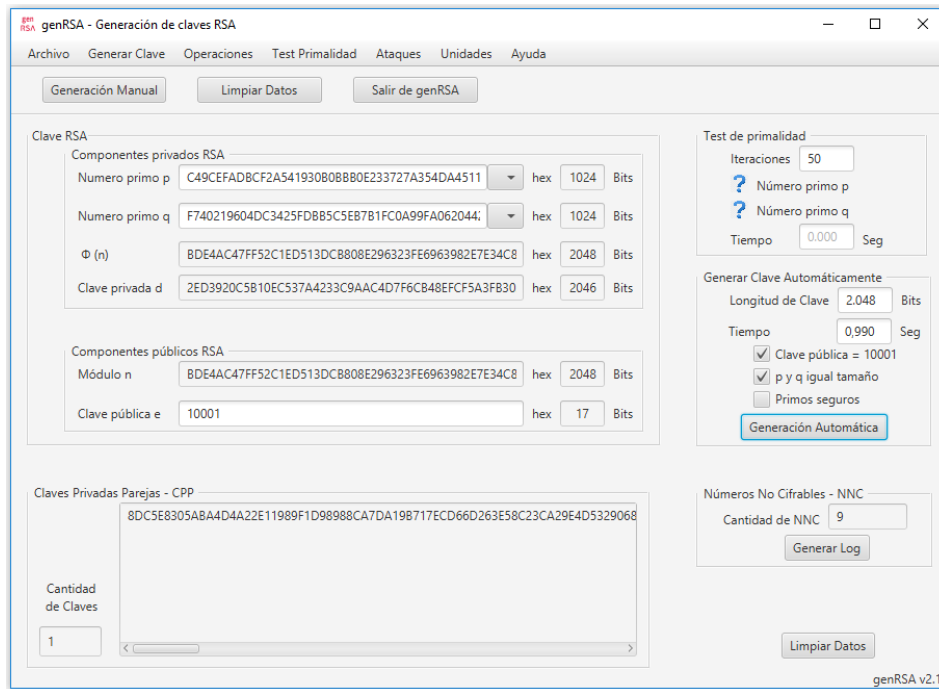 gen RSA genRSA - Generación de claves RSA
Archivo Generar Clave Operaciones Test Primalidad Ataques Unidades Ayuda
Generación Manual Limpiar Datos Salir de genRSA
Clave RSA
Componentes privados RSA
Numero primo p C49CEFADBCF2A541930B0BBB0E233727A354DA4511 hex 1024 Bits
Numero primo q F740219604DC3425FDBB5C5EB7B1FC0A99FA0620442 hex 1024 Bits
Φ (n) BDE4AC47FF52C1ED513DCB808E296323FE6963982E7E34C8 hex 2048 Bits
Clave privada d 2ED3920C5B10EC537A4233C9AAC4D7F6CB48EFCF5A3FB30 hex 2046 Bits
Componentes públicos RSA
Módulo n BDE4AC47FF52C1ED513DCB808E296323FE6963982E7E34C8 hex 2048 Bits
Clave pública e 10001 hex 17 Bits
Test de primalidad
Iteraciones 50
? Número primo p
? Número primo q
Tiempo 0.000 Seg
Generar Clave Automáticamente
Longitud de Clave 2.048 Bits
Tiempo 0,990 Seg
Clave pública = 10001
p y q igual tamaño
Primos seguros
Generación Automática
Claves Privadas Parejas - CPP
8DC5E8305ABA4D4A22E11989F1D98988CA7DA19B717ECD66D263E58C23CA29E4D5329068
Cantidad
de Claves
1
Números No Cifrables - NNC
Cantidad de NNC 9
Generar Log
Limpiar Datos
genRSA v2.1